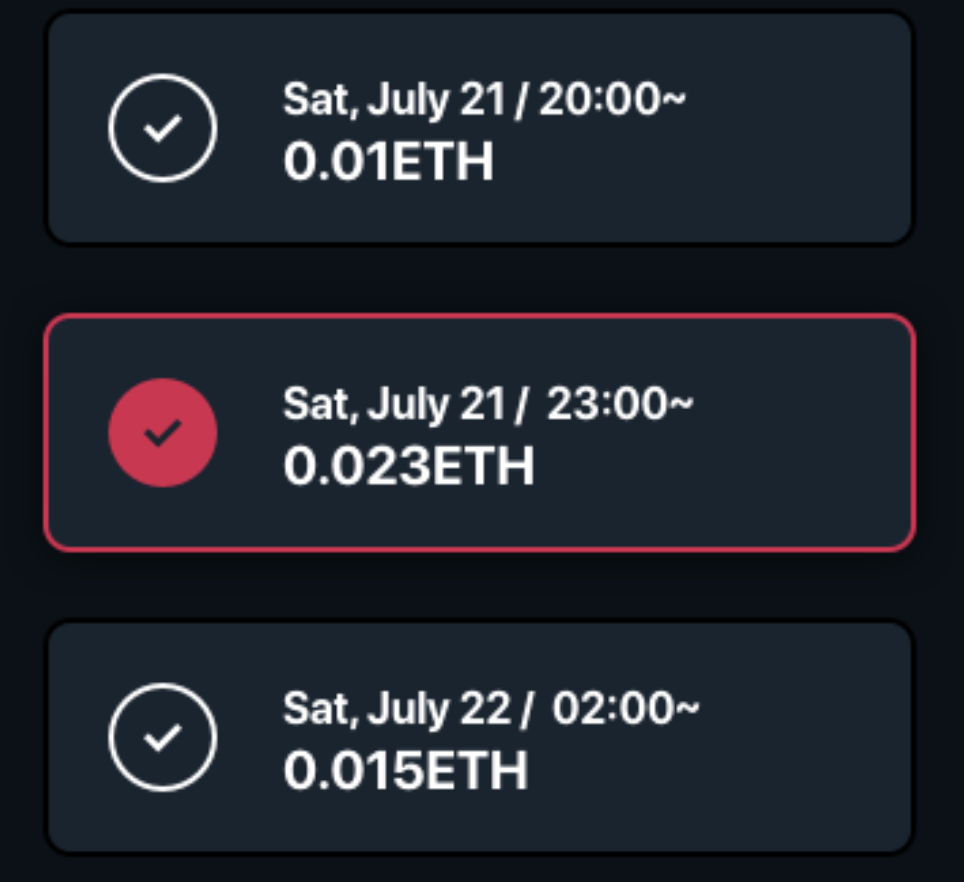 Sat, July 21 / 20:00~
0.01ETH
Sat, July 21 /  23:00~
0.023ETH
Sat, July 22 /  02:00~
0.015ETH